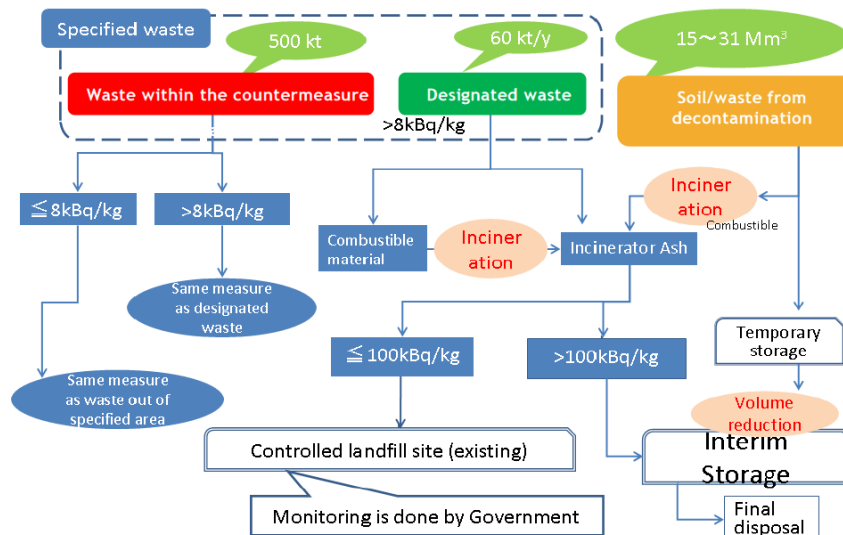 Specified waste
500 kt
60 kt/y
15～31 Mm³
Waste within the countermeasure
Designated waste
Soil/waste from
decontamination
>8kBq/kg
≦8kBq/kg
>8kBq/kg
Inciner
ation
Combustible
Combustible
material
Inciner
ation
Incinerator Ash
Same measure
as designated
waste
≦100kBq/kg
>100kBq/kg
Temporary
storage
Same measure
as waste out of
specified area
Volume
reduction
Controlled landfill site (existing)
Interim
Storage
Monitoring is done by Government
Final
disposal